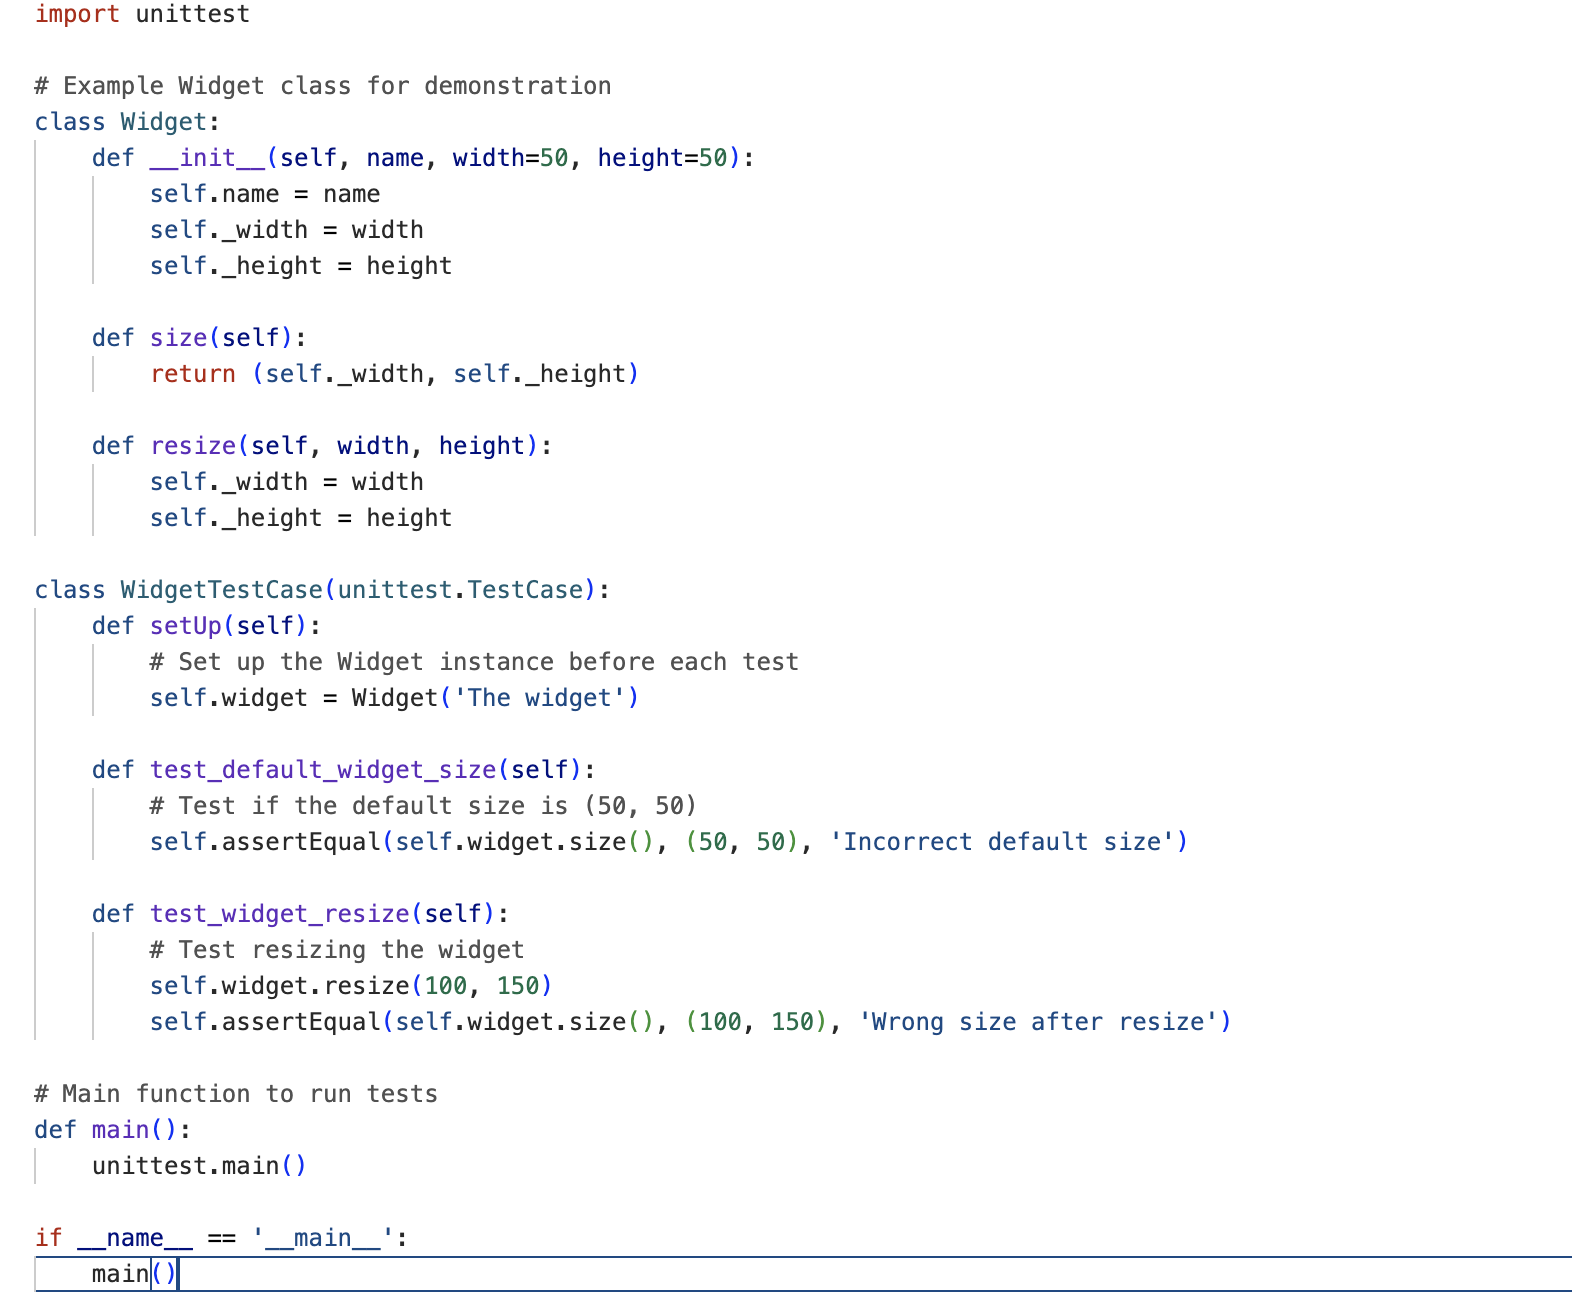 import unittest

# Example Widget class for demonstration
class Widget:
    def __init__(self, name, width=50, height=50):
        self.name = name
        self._width = width
        self._height = height

    def size(self):
        return (self._width, self._height)

    def resize(self, width, height):
        self._width = width
        self._height = height

class WidgetTestCase(unittest.TestCase):
    def setUp(self):
        # Set up the Widget instance before each test
        self.widget = Widget('The widget')

    def test_default_widget_size(self):
        # Test if the default size is (50, 50)
        self.assertEqual(self.widget.size(), (50, 50), 'Incorrect default size')

    def test_widget_resize(self):
        # Test resizing the widget
        self.widget.resize(100, 150)
        self.assertEqual(self.widget.size(), (100, 150), 'Wrong size after resize')

# Main function to run tests
def main():
    unittest.main()

if __name__ == '__main__':
    main()